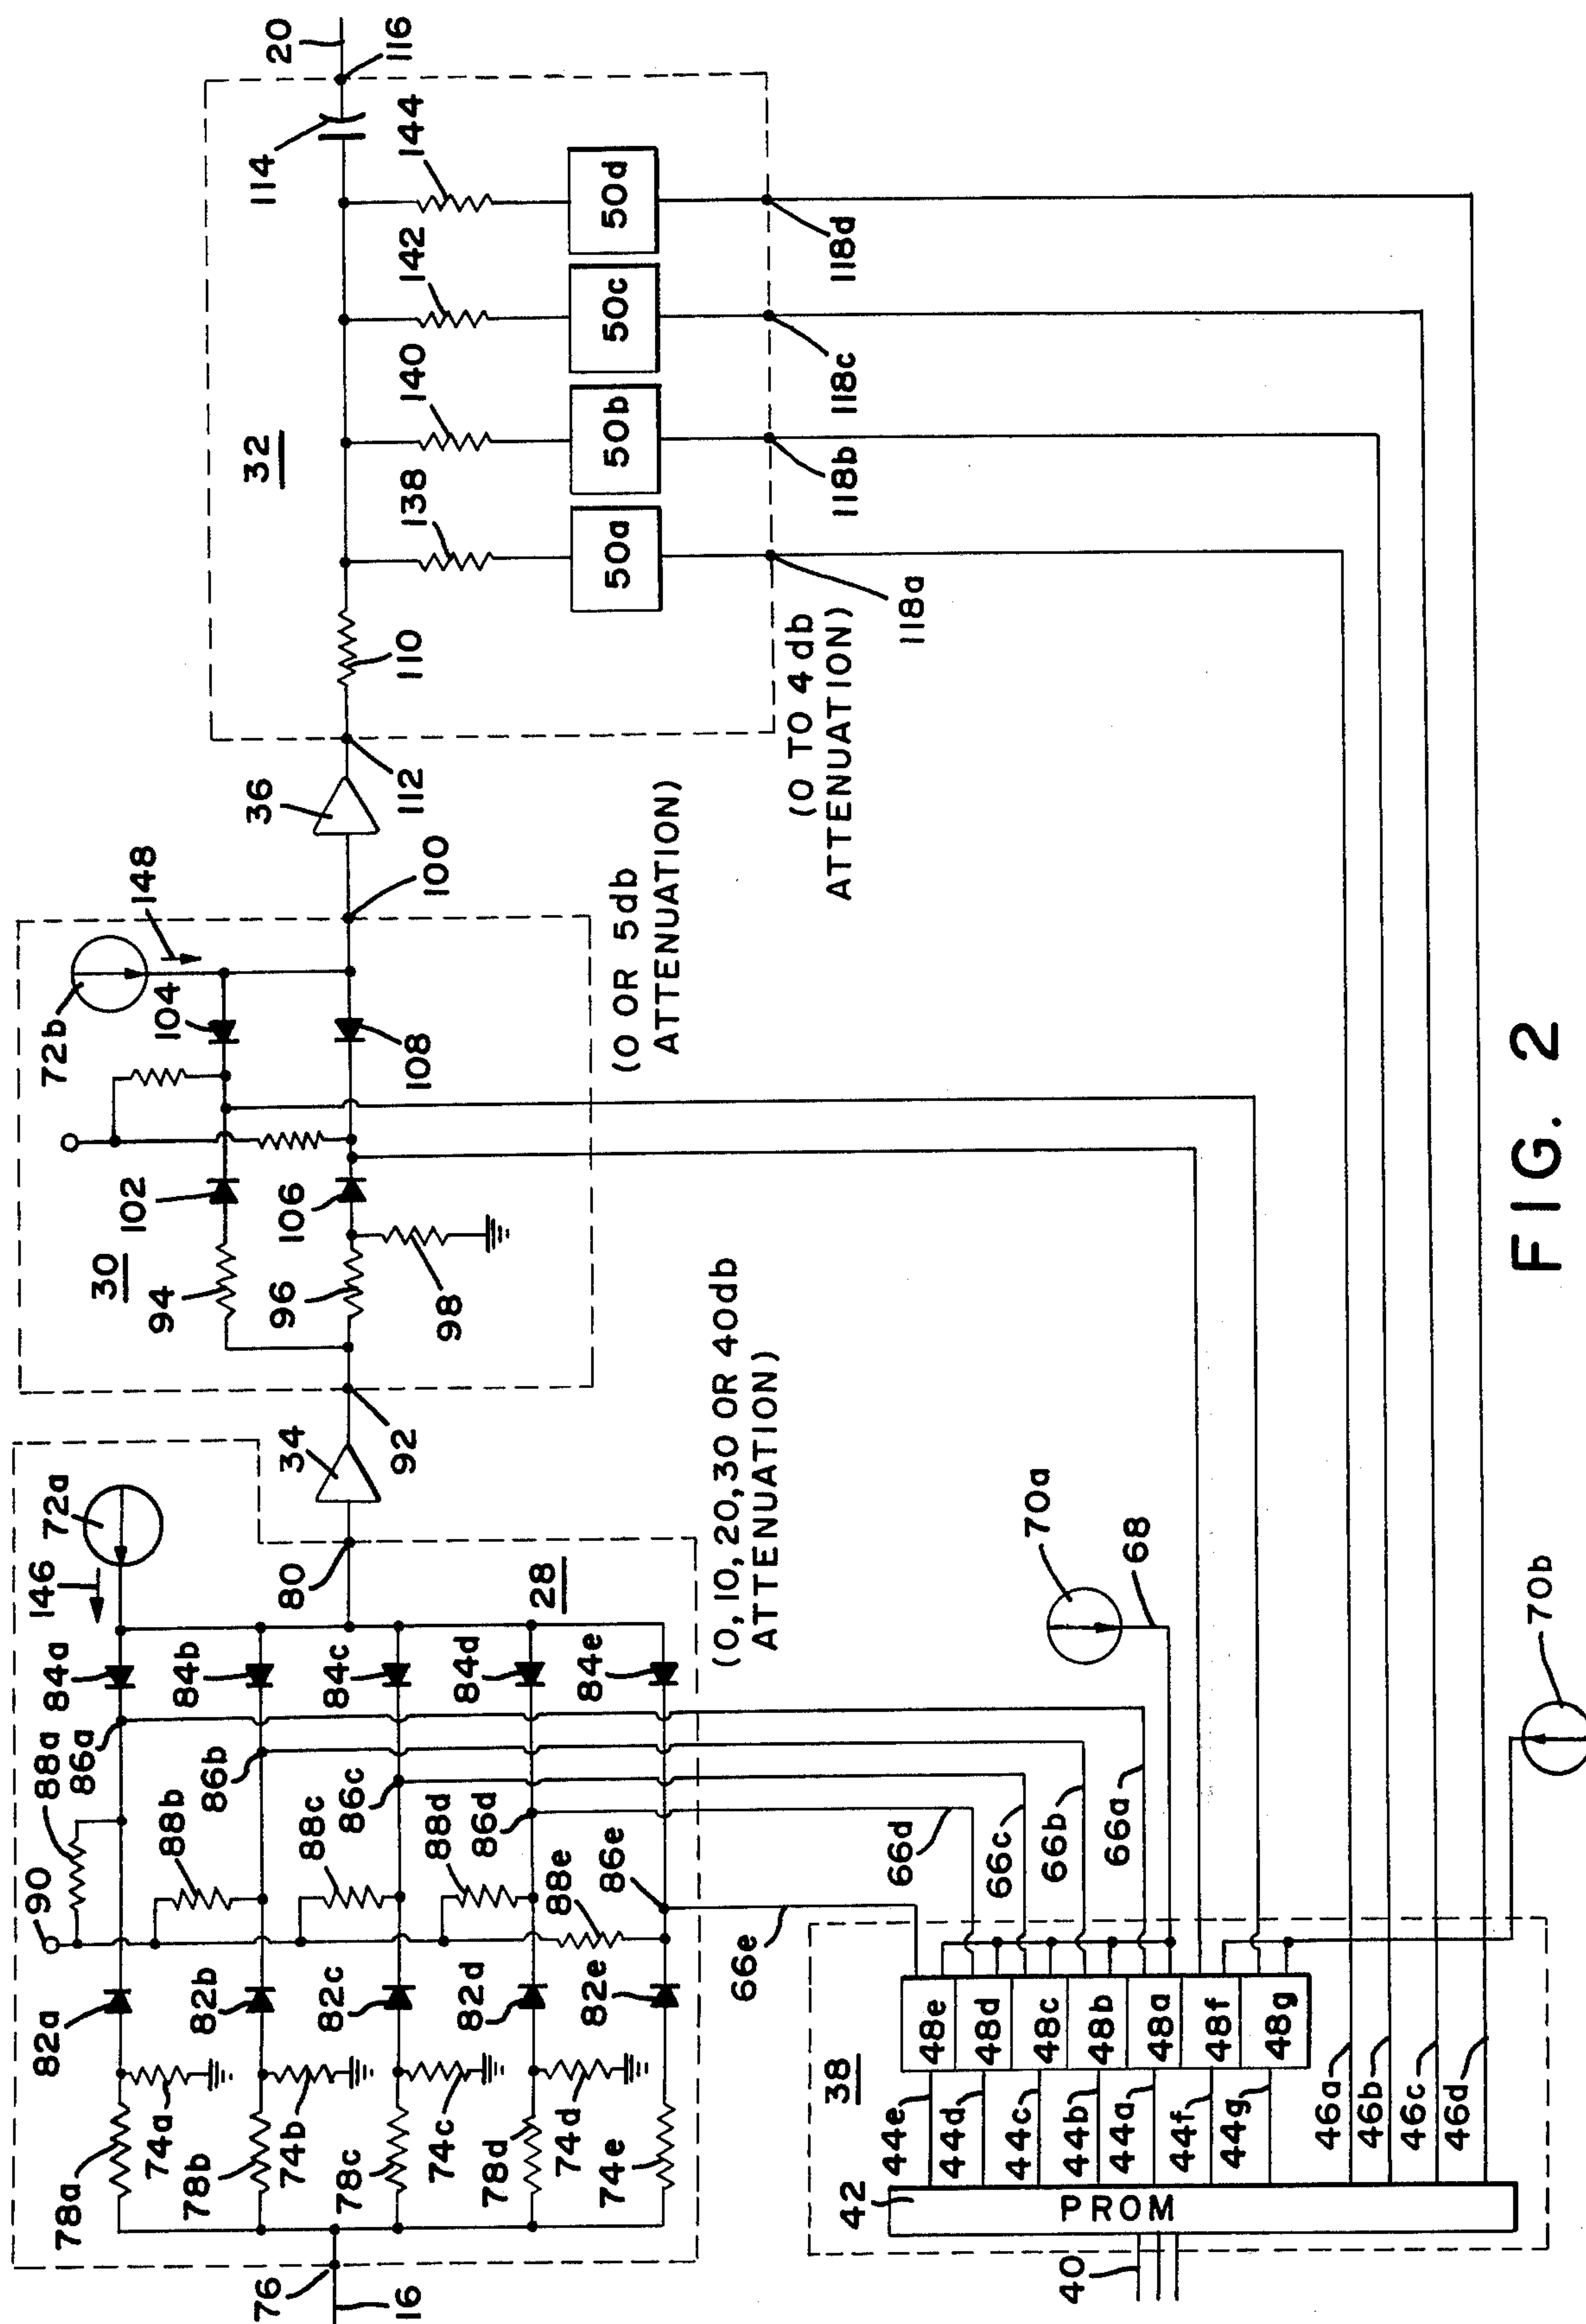 76
16
78a
74a
78b
74b
78c
74c
78d
74d
74e
82a
82b
82c
82d
82e
90
88a
88b
88c
88d
88e
86a
86b
86c
86d
86e
84a
84b
84c
84d
84e
146
72a
80
28
34
92
(0,10,20,30 OR 40db
ATTENUATION)
30
94
96
98
102
106
104
108
72b
148
100
(0 OR 5db
ATTENUATION)
36
112
32
110
138
140
142
144
114
20
116
50a
50b
50c
50d
118a
118b
118c
118d
(0 TO 4db
ATTENUATION)
66e
66d
66c
66b
66a
70a
68
70b
38
42
PROM
40
44e
44d
44c
44b
44a
44f
44g
48e
48d
48c
48b
48a
48f
48g
46a
46b
46c
46d
FIG. 2